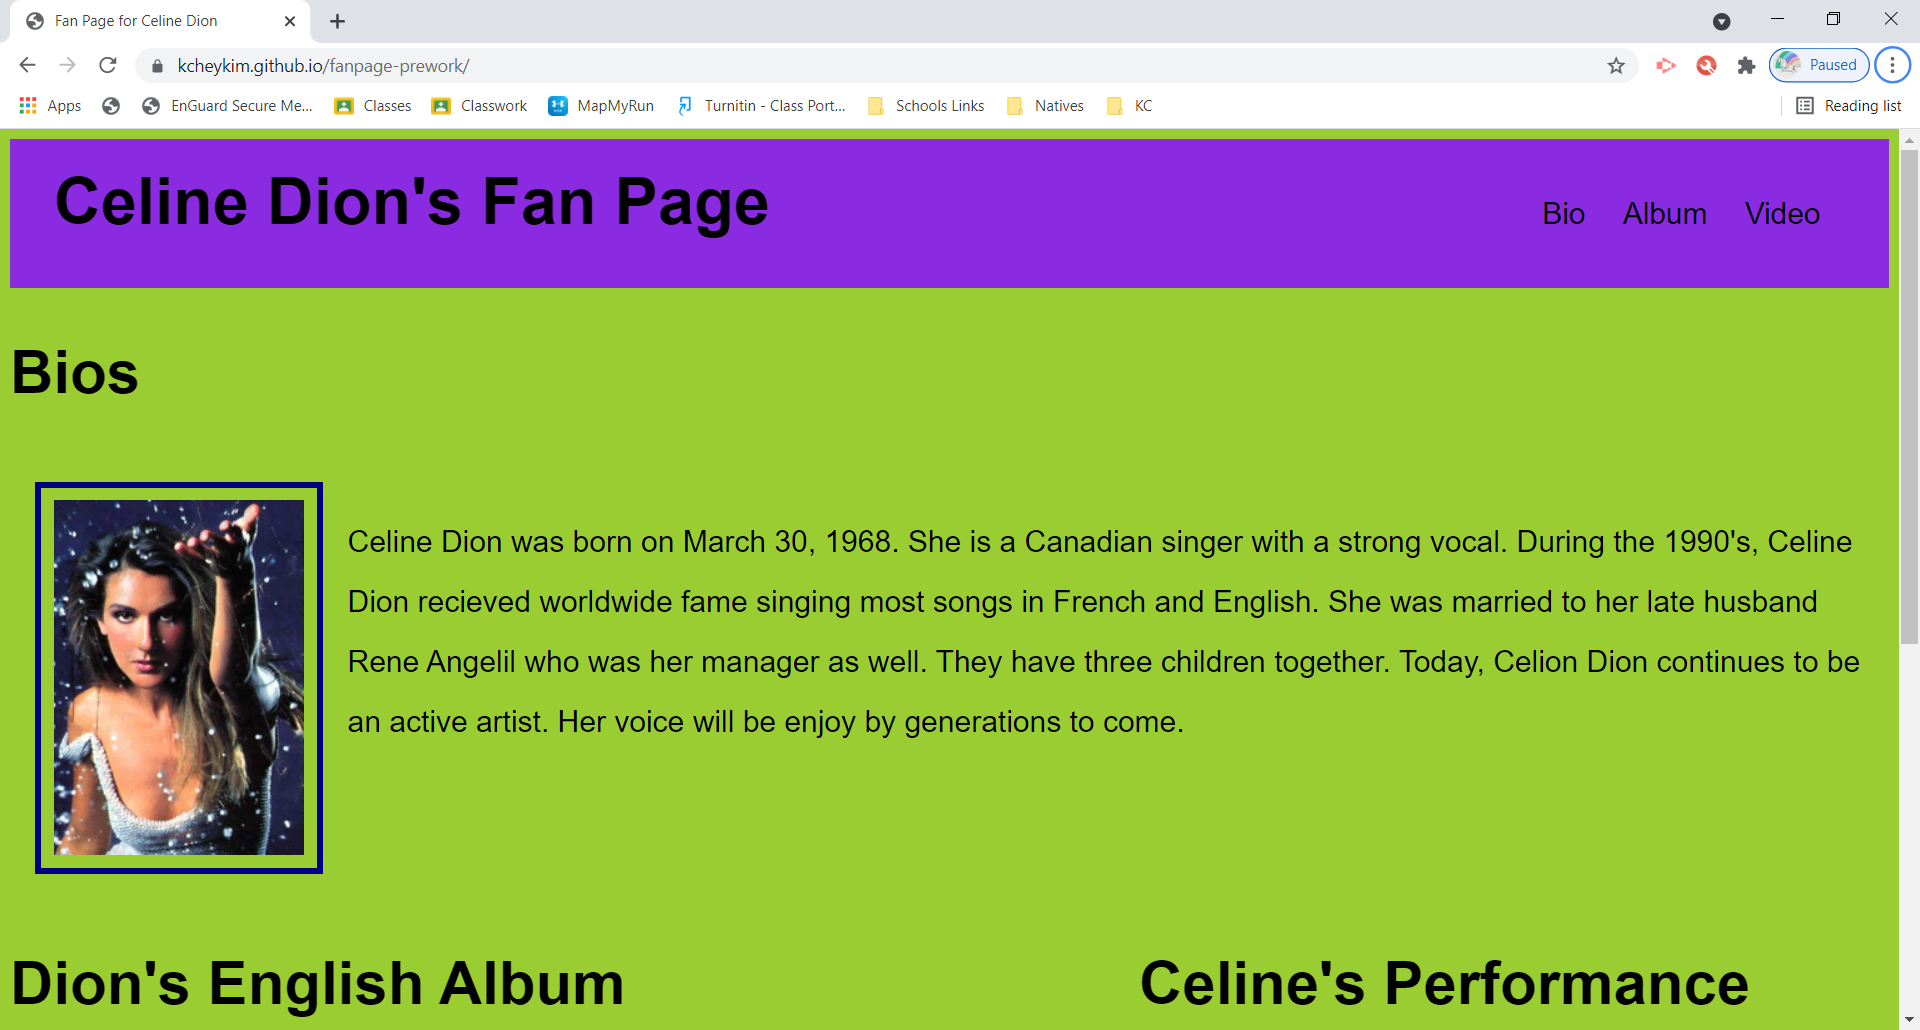 Fan Page for Celine Dion
kcheykim.github.io/fanpage-prework/
Paused
Apps EnGuard Secure Me... Classes Classwork MapMyRun Turnitin - Class Port... Schools Links Natives KC Reading list
Celine Dion's Fan Page
Bio Album Video
Bios
Celine Dion was born on March 30, 1968. She is a Canadian singer with a strong vocal. During the 1990's, Celine
Dion recieved worldwide fame singing most songs in French and English. She was married to her late husband
Rene Angelil who was her manager as well. They have three children together. Today, Celion Dion continues to be
an active artist. Her voice will be enjoy by generations to come.
Dion's English Album
Celine's Performance